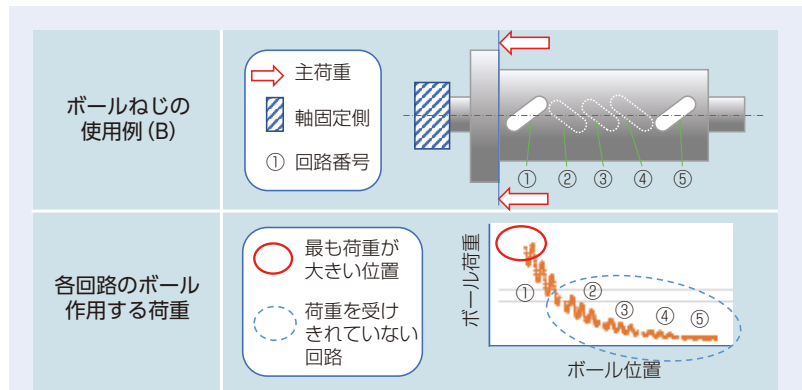 ボールねじの
使用例(B)
主荷重
軸固定側
① 回路番号
① ② ③ ④ ⑤
各回路のボール
作用する荷重
最も荷重が
大きい位置
荷重を受け
きれていない
回路
ボール荷重
① ② ③ ④ ⑤
ボール位置